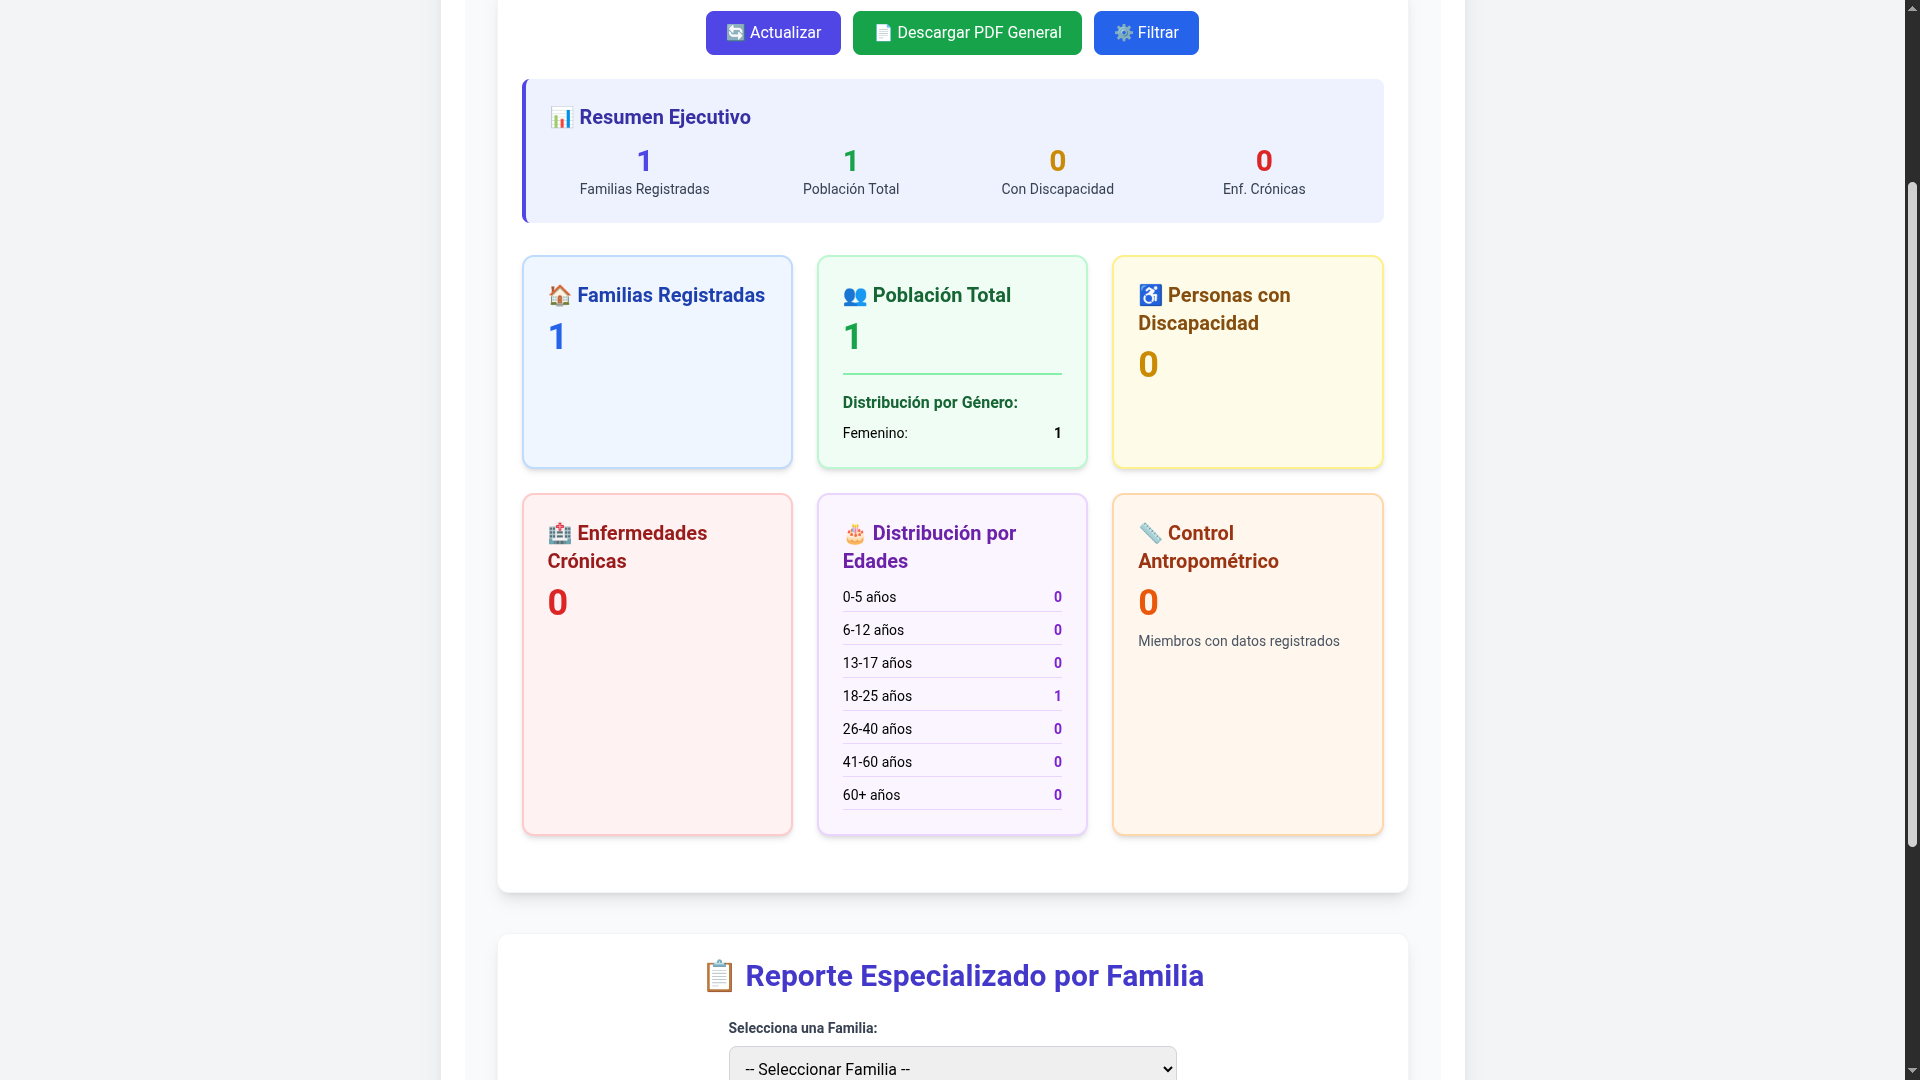 Actualizar
Descargar PDF General
Filtrar
Resumen Ejecutivo
1
1
0
0
Familias Registradas
Población Total
Con Discapacidad
Enf. Crónicas
Familias Registradas
1
Población Total
1
Distribución por Género:
Femenino: 1
Personas con
Discapacidad
0
Enfermedades
Crónicas
0
Distribución por
Edades
0-5 años 0
6-12 años 0
13-17 años 0
18-25 años 1
26-40 años 0
41-60 años 0
60+ años 0
Control
Antropométrico
0
Miembros con datos registrados
Reporte Especializado por Familia
Selecciona una Familia:
-- Seleccionar Familia --